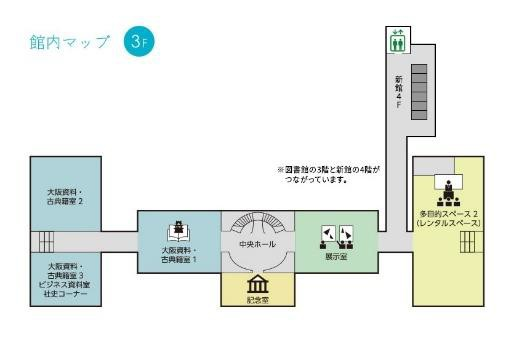 館内マップ 3F
新館4F
※図書館の3階と新館の4階が
つながっています。
大阪資料・
古典籍室2
多目的スペース2
(レンタルスペース)
大阪資料・
古典籍室1
中央ホール
展示室
大阪資料・
古典籍室3
ビジネス資料室
社史コーナー
記念室